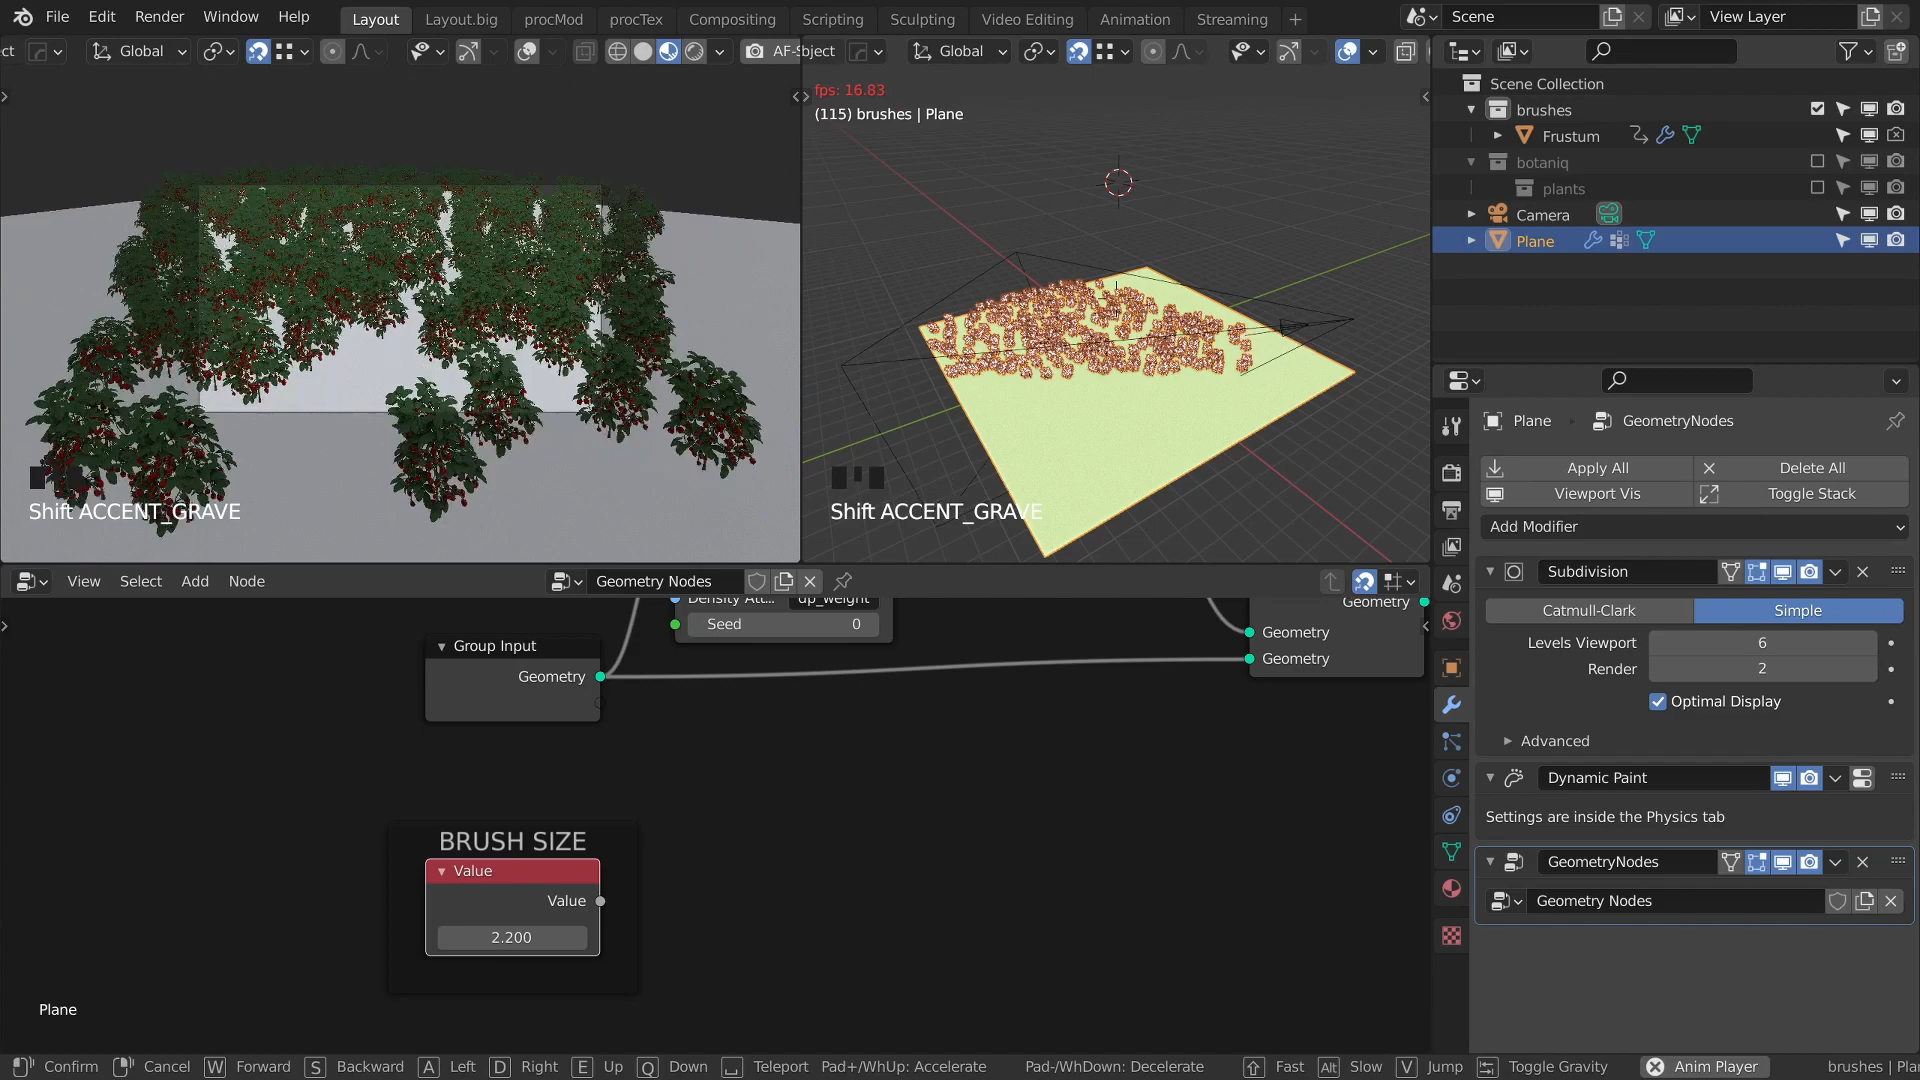 File Edit Render Window Help Layout Layout.big procMod procTex Compositing Scripting Sculpting Video Editing Animation Streaming + Scene View Layer
ct Global AF-Sbject Global
fps: 16.83
(115) brushes | Plane
Shift ACCENT_GRAVE
Shift ACCENT_GRAVE
Scene Collection
brushes
Frustum
botaniq
plants
Camera
Plane
Plane GeometryNodes
Apply All Delete All
Viewport Vis Toggle Stack
Add Modifier
Subdivision
Catmull-Clark Simple
Levels Viewport 6
Render 2
Optimal Display
Advanced
Dynamic Paint
Settings are inside the Physics tab
GeometryNodes
Geometry Nodes
View Select Add Node Geometry Nodes
Density Att... up_weight
Seed 0
Group Input
Geometry
Geometry
Geometry
Geometry
BRUSH SIZE
Value
Value
2.200
Plane
Confirm Cancel W Forward S Backward A Left D Right E Up Q Down Teleport Pad+/WhUp: Accelerate Pad-/WhDown: Decelerate Fast Alt Slow V Jump Toggle Gravity Anim Player brushes | Pla